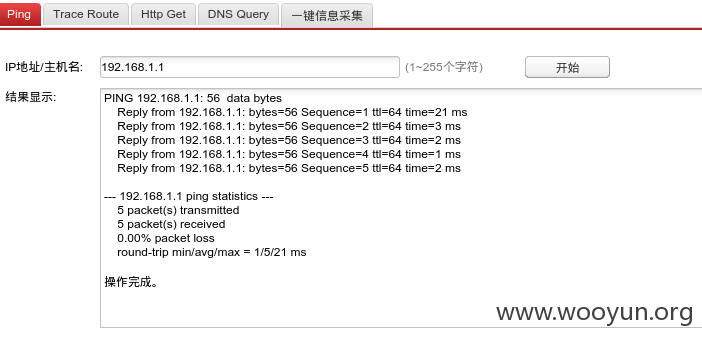 Ping Trace Route Http Get DNS Query 一键信息采集
IP地址/主机名: 192.168.1.1 (1~255个字符) 开始
结果显示:
PING 192.168.1.1: 56  data bytes
Reply from 192.168.1.1: bytes=56 Sequence=1 ttl=64 time=21 ms
Reply from 192.168.1.1: bytes=56 Sequence=2 ttl=64 time=3 ms
Reply from 192.168.1.1: bytes=56 Sequence=3 ttl=64 time=2 ms
Reply from 192.168.1.1: bytes=56 Sequence=4 ttl=64 time=1 ms
Reply from 192.168.1.1: bytes=56 Sequence=5 ttl=64 time=2 ms
--- 192.168.1.1 ping statistics ---
5 packet(s) transmitted
5 packet(s) received
0.00% packet loss
round-trip min/avg/max = 1/5/21 ms
操作完成。
www.wooyun.org